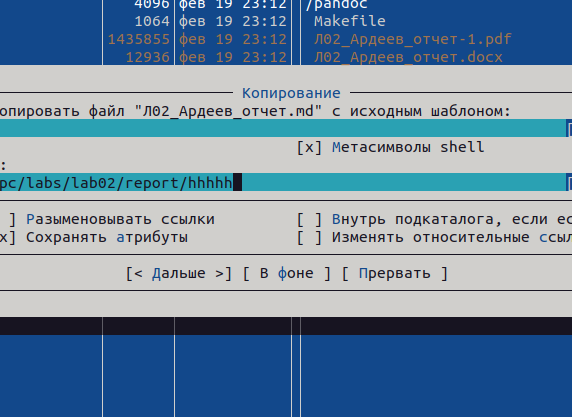 4096 фев 19 23:12 /pandoc
1064 фев 19 23:12 Makefile
1435855 фев 19 23:12 Л02_Ардеев_отчет-1.pdf
12936 фев 19 23:12 Л02_Ардеев_отчет.docx
Копирование
опировать файл "Л02_Ардеев_отчет.md" с исходным шаблоном:
[x] Метасимволы shell
:
pc/labs/lab02/report/hhhhh
] Разыменовывать ссылки [ ] Внутрь подкаталога, если ес
x] Сохранять атрибуты [ ] Изменять относительные ссыл
[< Дальше >] [ В фоне ] [ Прервать ]